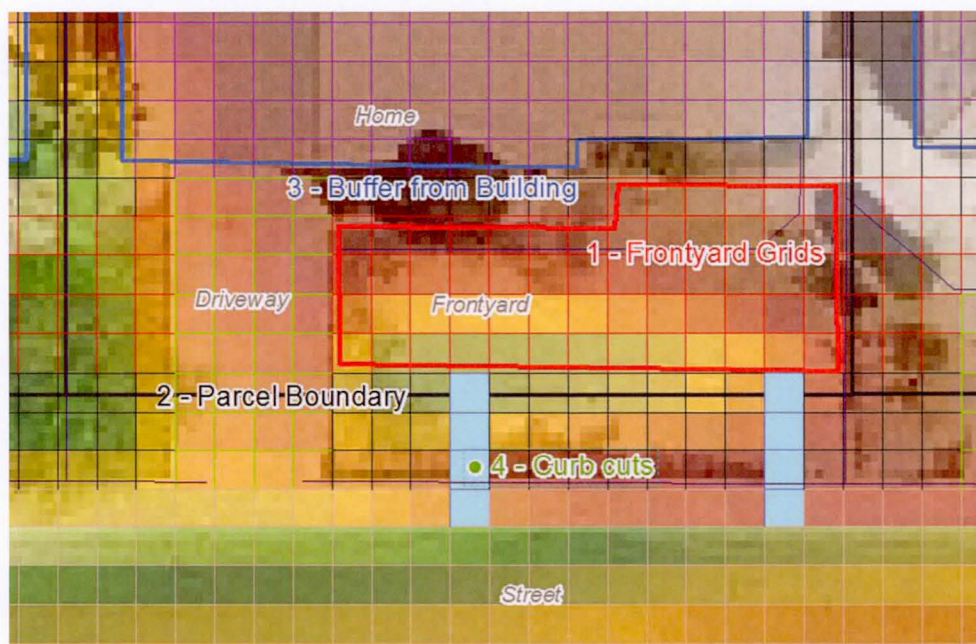 Home
3 - Buffer from Building
1 - Frontyard Grids
Driveway
Frontyard
2 - Parcel Boundary
4 - Curb cuts
Street